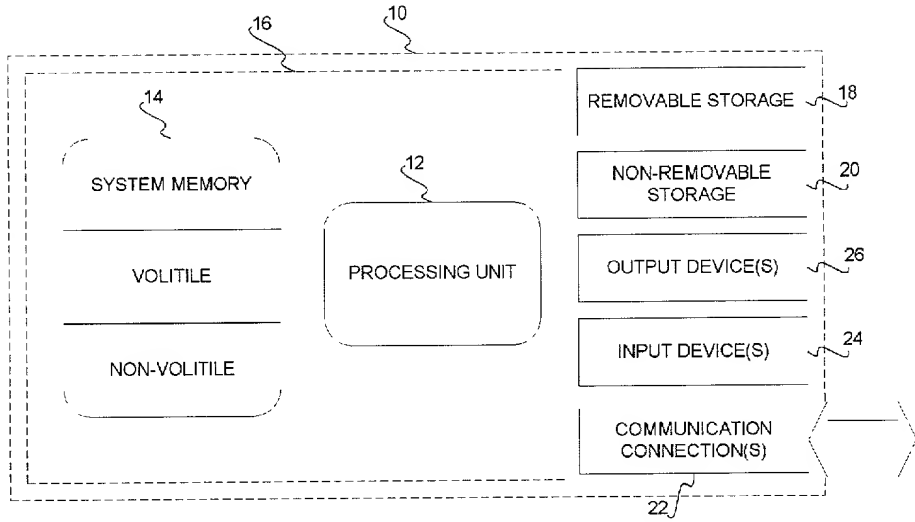 10
16
14
SYSTEM MEMORY
VOLITILE
NON-VOLITILE
12
PROCESSING UNIT
REMOVABLE STORAGE
18
NON-REMOVABLE
STORAGE
20
OUTPUT DEVICE(S)
26
INPUT DEVICE(S)
24
COMMUNICATION
CONNECTION(S)
22